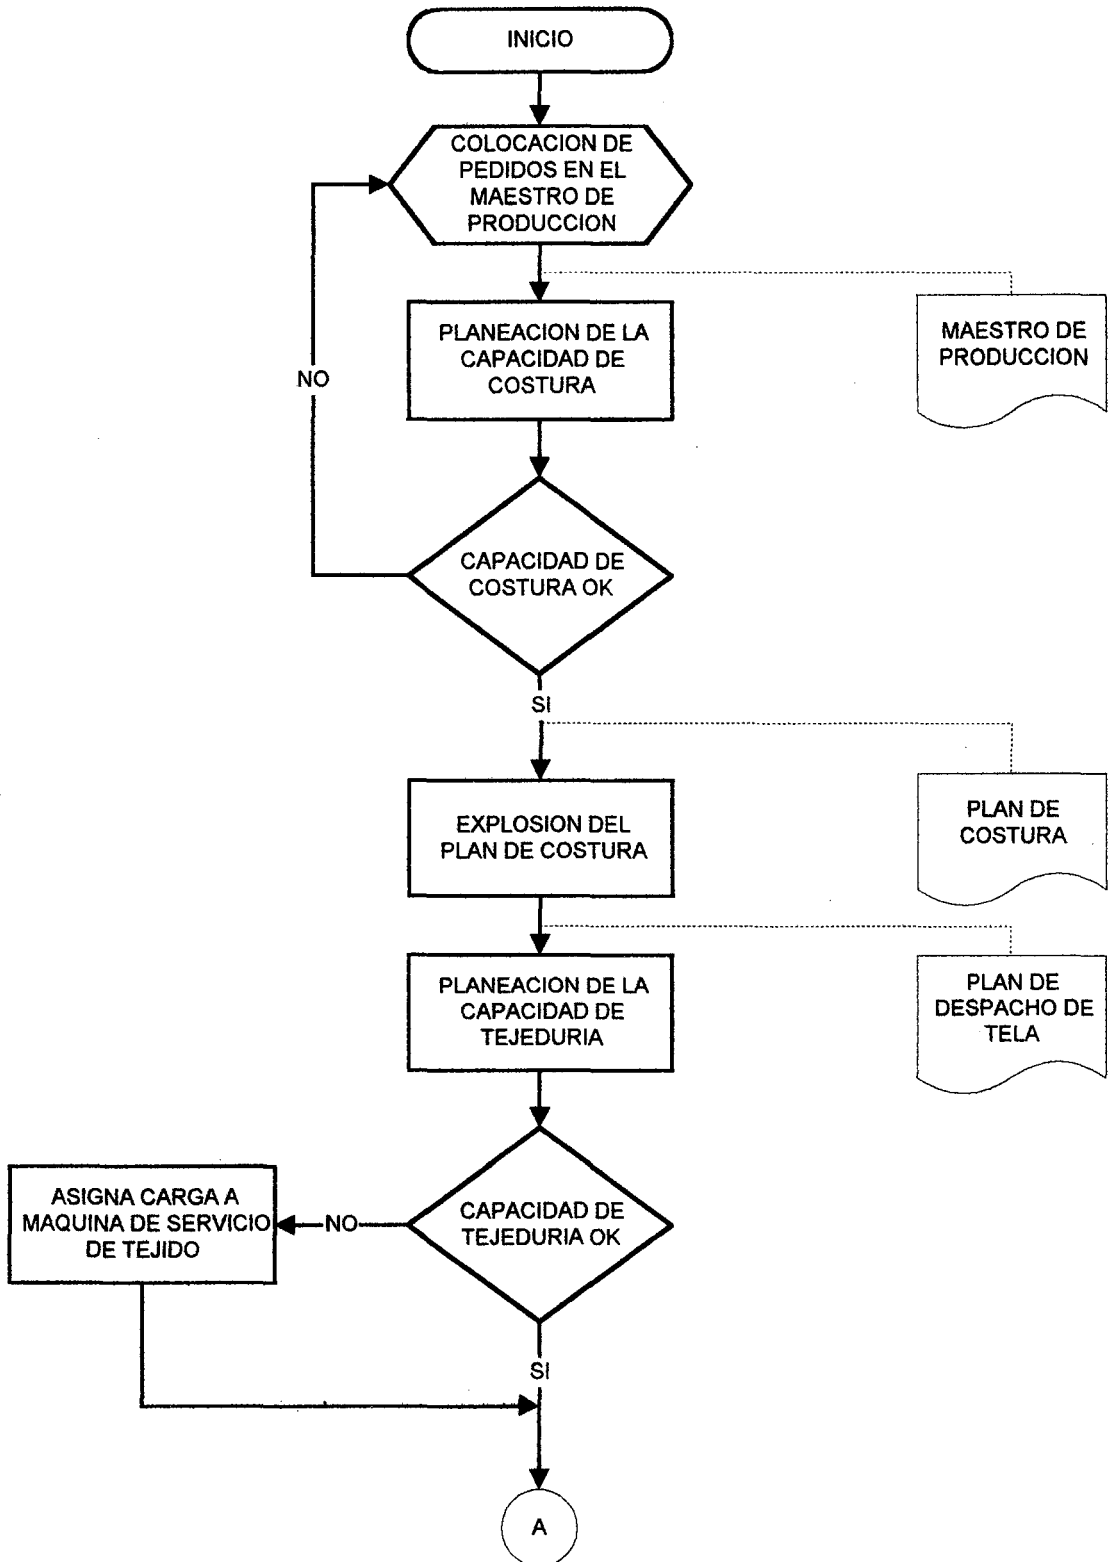 INICIO
COLOCACION DE
PEDIDOS EN EL
MAESTRO DE
PRODUCCION
PLANEACION DE LA
CAPACIDAD DE
COSTURA
MAESTRO DE
PRODUCCION
NO
CAPACIDAD DE
COSTURA OK
SI
EXPLOSION DEL
PLAN DE COSTURA
PLAN DE
COSTURA
PLANEACION DE LA
CAPACIDAD DE
TEJEDURIA
PLAN DE
DESPACHO DE
TELA
ASIGNA CARGA A
MAQUINA DE SERVICIO
DE TEJIDO
NO
CAPACIDAD DE
TEJEDURIA OK
SI
A